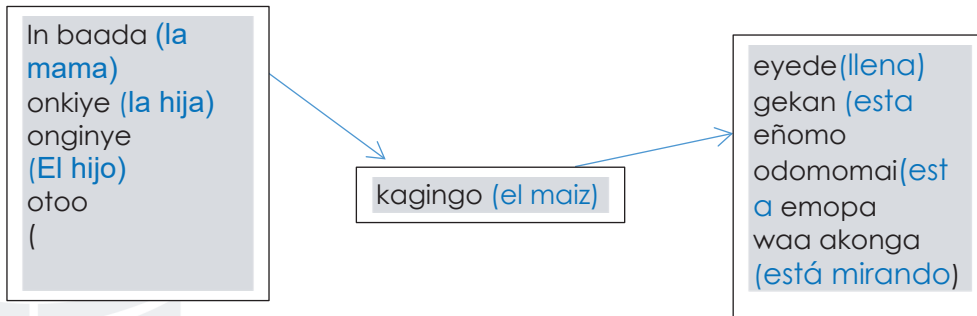 In baada (la
mama)
onkiye (la hija)
onginye
(El hijo)
otoo
(
kagingo (el maiz)
eyede(llena)
gekan (esta
eñomo
odomomai(est
a emopa
waa akonga
(está mirando)